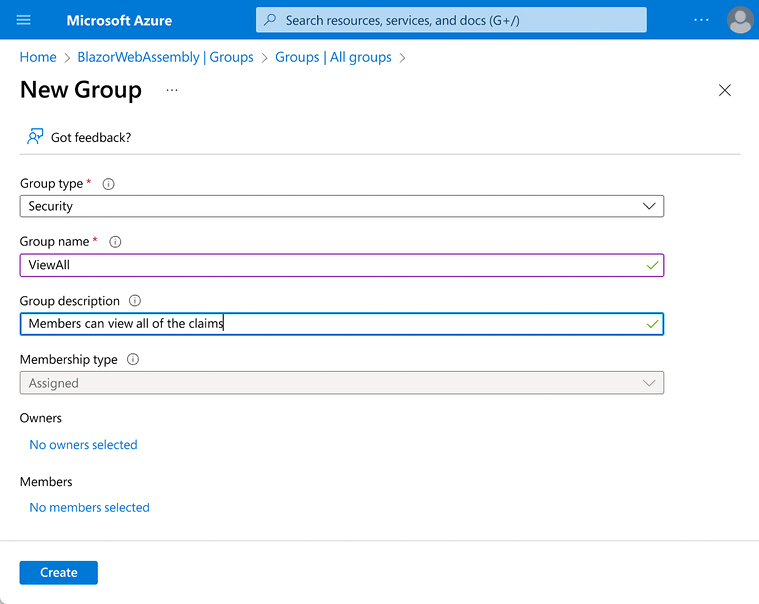 Microsoft Azure
Search resources, services, and docs (G+/)
Home > BlazorWebAssembly | Groups > Groups | All groups >
New Group ...
Got feedback?
Group type *
Security
Group name *
ViewAll
Group description
Members can view all of the claims
Membership type
Assigned
Owners
No owners selected
Members
No members selected
Create